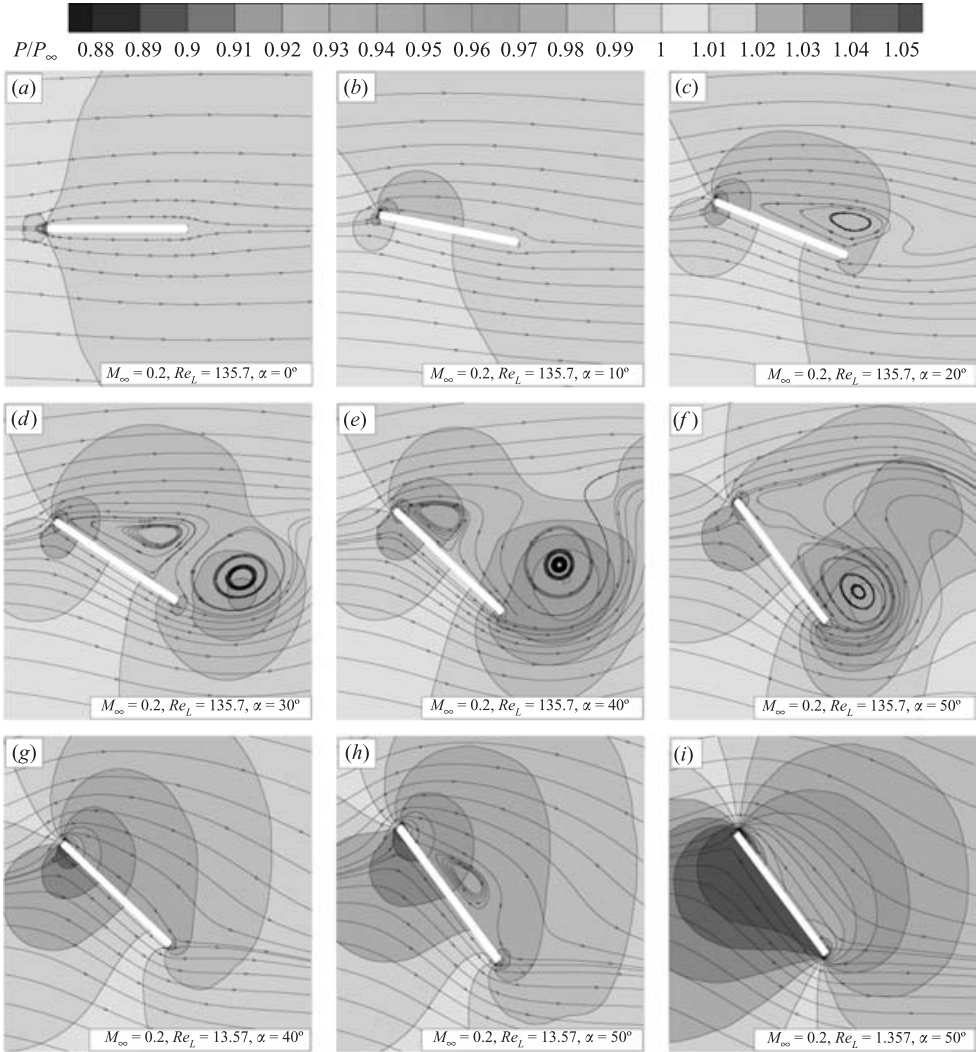 P/P∞ 0.88 0.89 0.9 0.91 0.92 0.93 0.94 0.95 0.96 0.97 0.98 0.99 1 1.01 1.02 1.03 1.04 1.05
(a) (b) (c)
M∞ = 0.2, ReL = 135.7, α = 0º M∞ = 0.2, ReL = 135.7, α = 10º M∞ = 0.2, ReL = 135.7, α = 20º
(d) (e) (f)
M∞ = 0.2, ReL = 135.7, α = 30º M∞ = 0.2, ReL = 135.7, α = 40º M∞ = 0.2, ReL = 135.7, α = 50º
(g) (h) (i)
M∞ = 0.2, ReL = 13.57, α = 40º M∞ = 0.2, ReL = 13.57, α = 50º M∞ = 0.2, ReL = 1.357, α = 50º